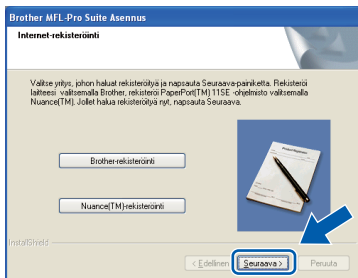 Brother MFL-Pro Suite Asennus
Internet-rekisteröinti
Valitse yritys, johon haluat rekisteröityä ja napsauta Seuraava-painiketta. Rekisteröi
laitteesi valitsemalla Brother, rekisteröi PaperPort(TM) 11SE -ohjelmisto valitsemalla
Nuance(TM). Jollet halua rekisteröityä nyt, napsauta Seuraava.
Brother-rekisteröinti
Nuance(TM)-rekisteröinti
InstallShield
< Edellinen Seuraava > Peruuta